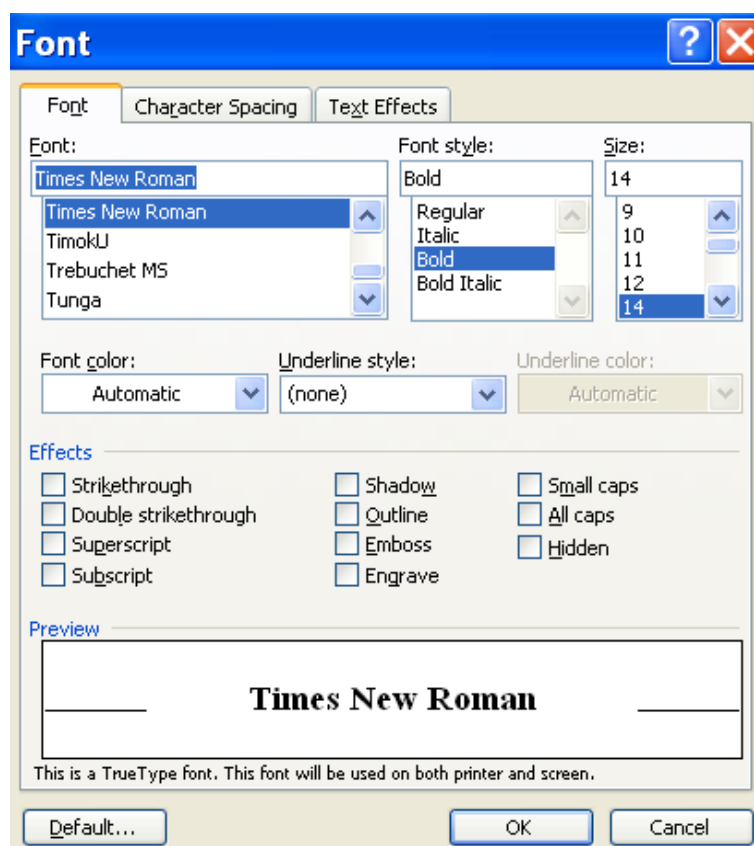 Font
Font Character Spacing Text Effects
Font: Font style: Size:
Times New Roman Bold 14
Times New Roman Regular 9
TimokU Italic 10
Trebuchet MS Bold 11
Tunga Bold Italic 12
14
Font color: Underline style: Underline color:
Automatic (none) Automatic
Effects
Strikethrough Shadow Small caps
Double strikethrough Outline All caps
Superscript Emboss Hidden
Subscript Engrave
Preview
Times New Roman
This is a TrueType font. This font will be used on both printer and screen.
Default... OK Cancel